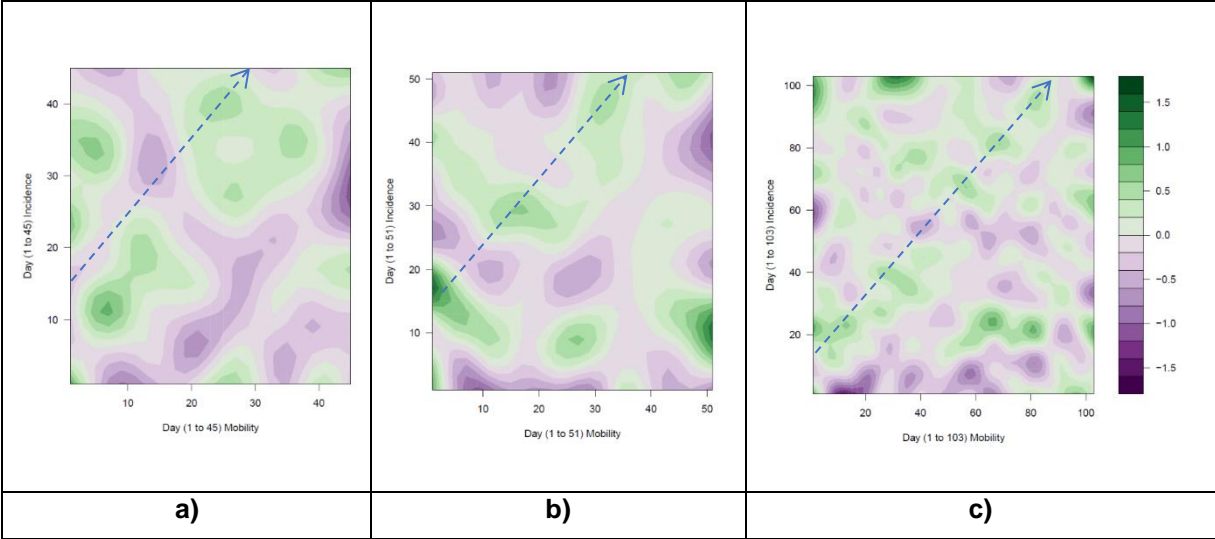 40
30
20
10
Day (1 to 45) Incidence
10 20 30 40
Day (1 to 45) Mobility
50
40
30
20
10
Day (1 to 51) Incidence
10 20 30 40 50
Day (1 to 51) Mobility
100
80
60
40
20
Day (1 to 103) Incidence
20 40 60 80 100
Day (1 to 103) Mobility
1.5
1.0
0.5
0.0
−0.5
−1.0
−1.5
a)
b)
c)